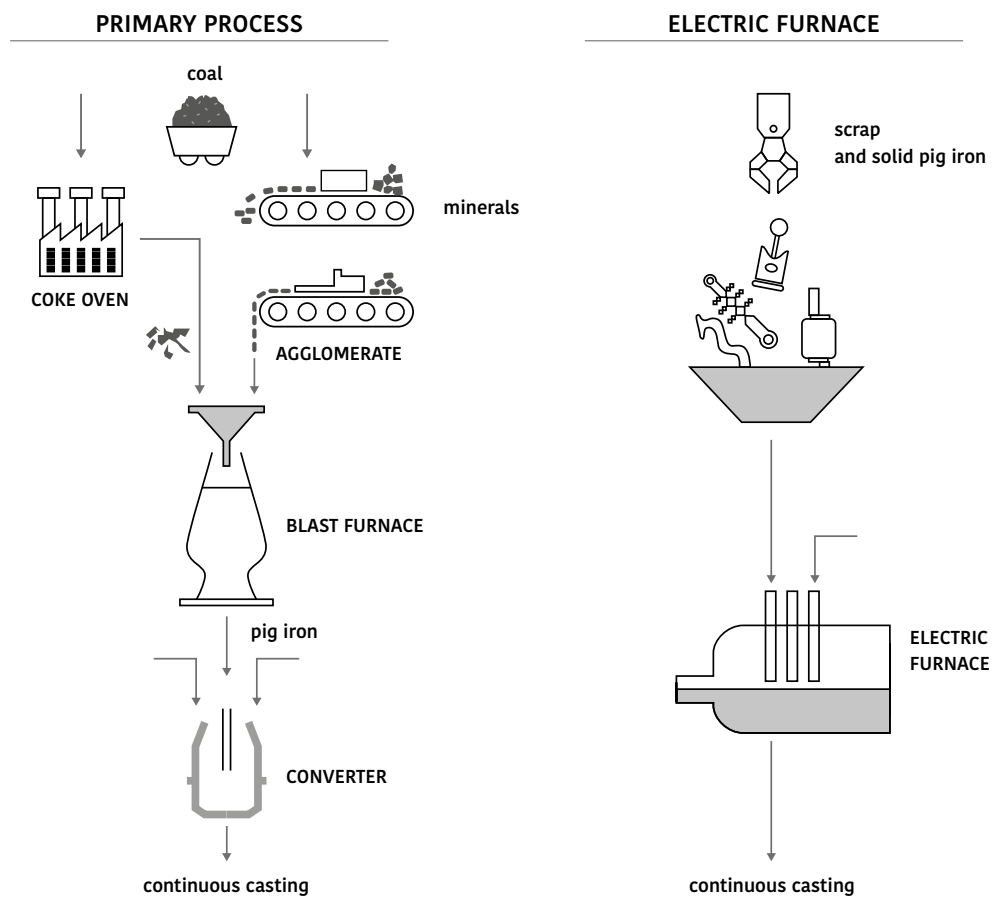 PRIMARY PROCESS
coal
minerals
COKE OVEN
AGGLOMERATE
BLAST FURNACE
pig iron
CONVERTER
continuous casting
ELECTRIC FURNACE
scrap
and solid pig iron
ELECTRIC
FURNACE
continuous casting